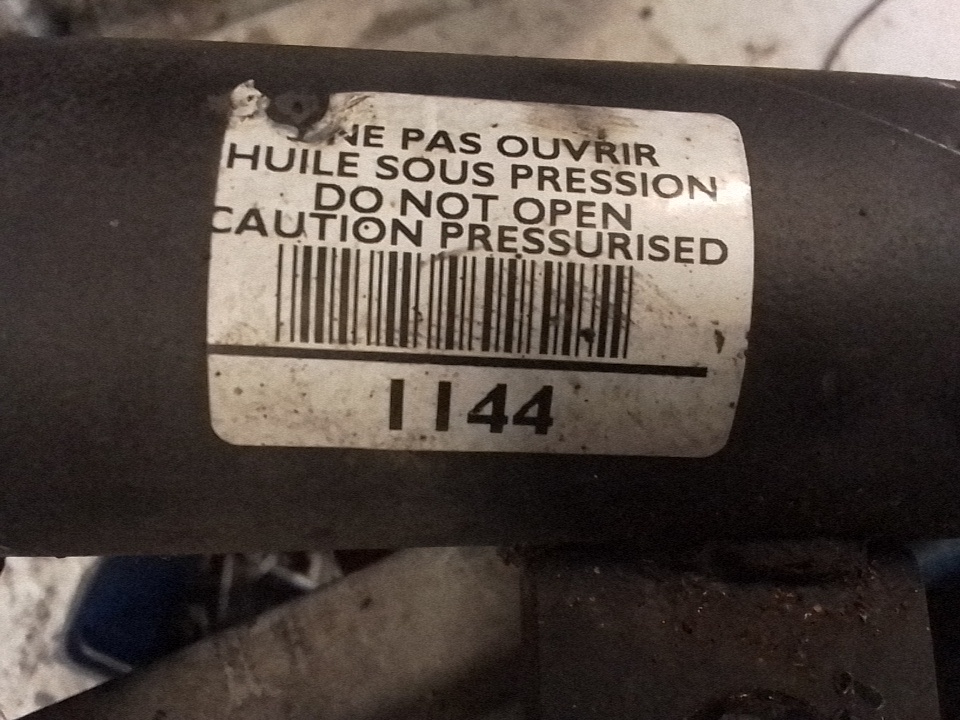 NE PAS OUVRIR
HUILE SOUS PRESSION
DO NOT OPEN
CAUTION PRESSURISED
1144